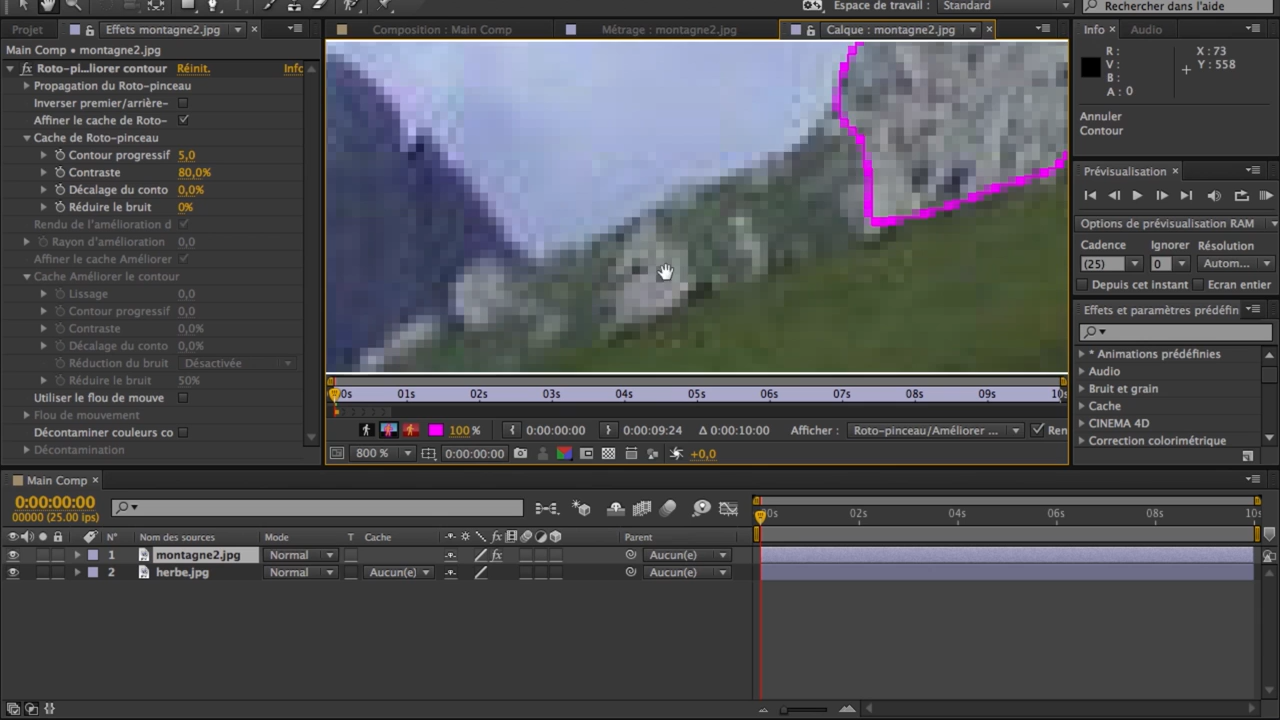 Espace de travail : Standard Rechercher dans l'aide
Projet Effets montagne2.jpg
Main Comp • montagne2.jpg
fx Roto-pi...liorer contour Réinit. Info
Propagation du Roto-pinceau
Inverser premier/arrière-
Affiner le cache de Roto-
Cache de Roto-pinceau
Contour progressif 5,0
Contraste 80,0%
Décalage du conto 0,0%
Réduire le bruit 0%
Rendu de l'amélioration d
Rayon d'amélioration 0,0
Affiner le cache Améliorer
Cache Améliorer le contour
Lissage 0,0
Contour progressif 0,0
Contraste 0,0%
Décalage du conto 0,0%
Réduction du bruit Désactivée
Réduire le bruit 50%
Utiliser le flou de mouve
Flou de mouvement
Décontaminer couleurs co
Décontamination
Composition : Main Comp Métrage : montagne2.jpg Calque : montagne2.jpg
0s 01s 02s 03s 04s 05s 06s 07s 08s 09s 10
100 % 0:00:00:00 0:00:09:24 Δ 0:00:10:00 Afficher : Roto-pinceau/Améliorer ... Ren
800 % 0:00:00:00 +0,0
Info Audio
R : X : 73
V : Y : 558
B :
A : 0
Annuler
Contour
Prévisualisation
Options de prévisualisation RAM
Cadence Ignorer Résolution
(25) 0 Autom...
Depuis cet instant Ecran entier
Effets et paramètres prédéfin
* Animations prédéfinies
Audio
Bruit et grain
Cache
CINEMA 4D
Correction colorimétrique
Main Comp
0:00:00:00
00000 (25.00 ips)
00s 02s 04s 06s 08s 10s
N° Nom des sources Mode T Cache fx Parent
1 montagne2.jpg Normal fx Aucun(e)
2 herbe.jpg Normal Aucun(e) Aucun(e)